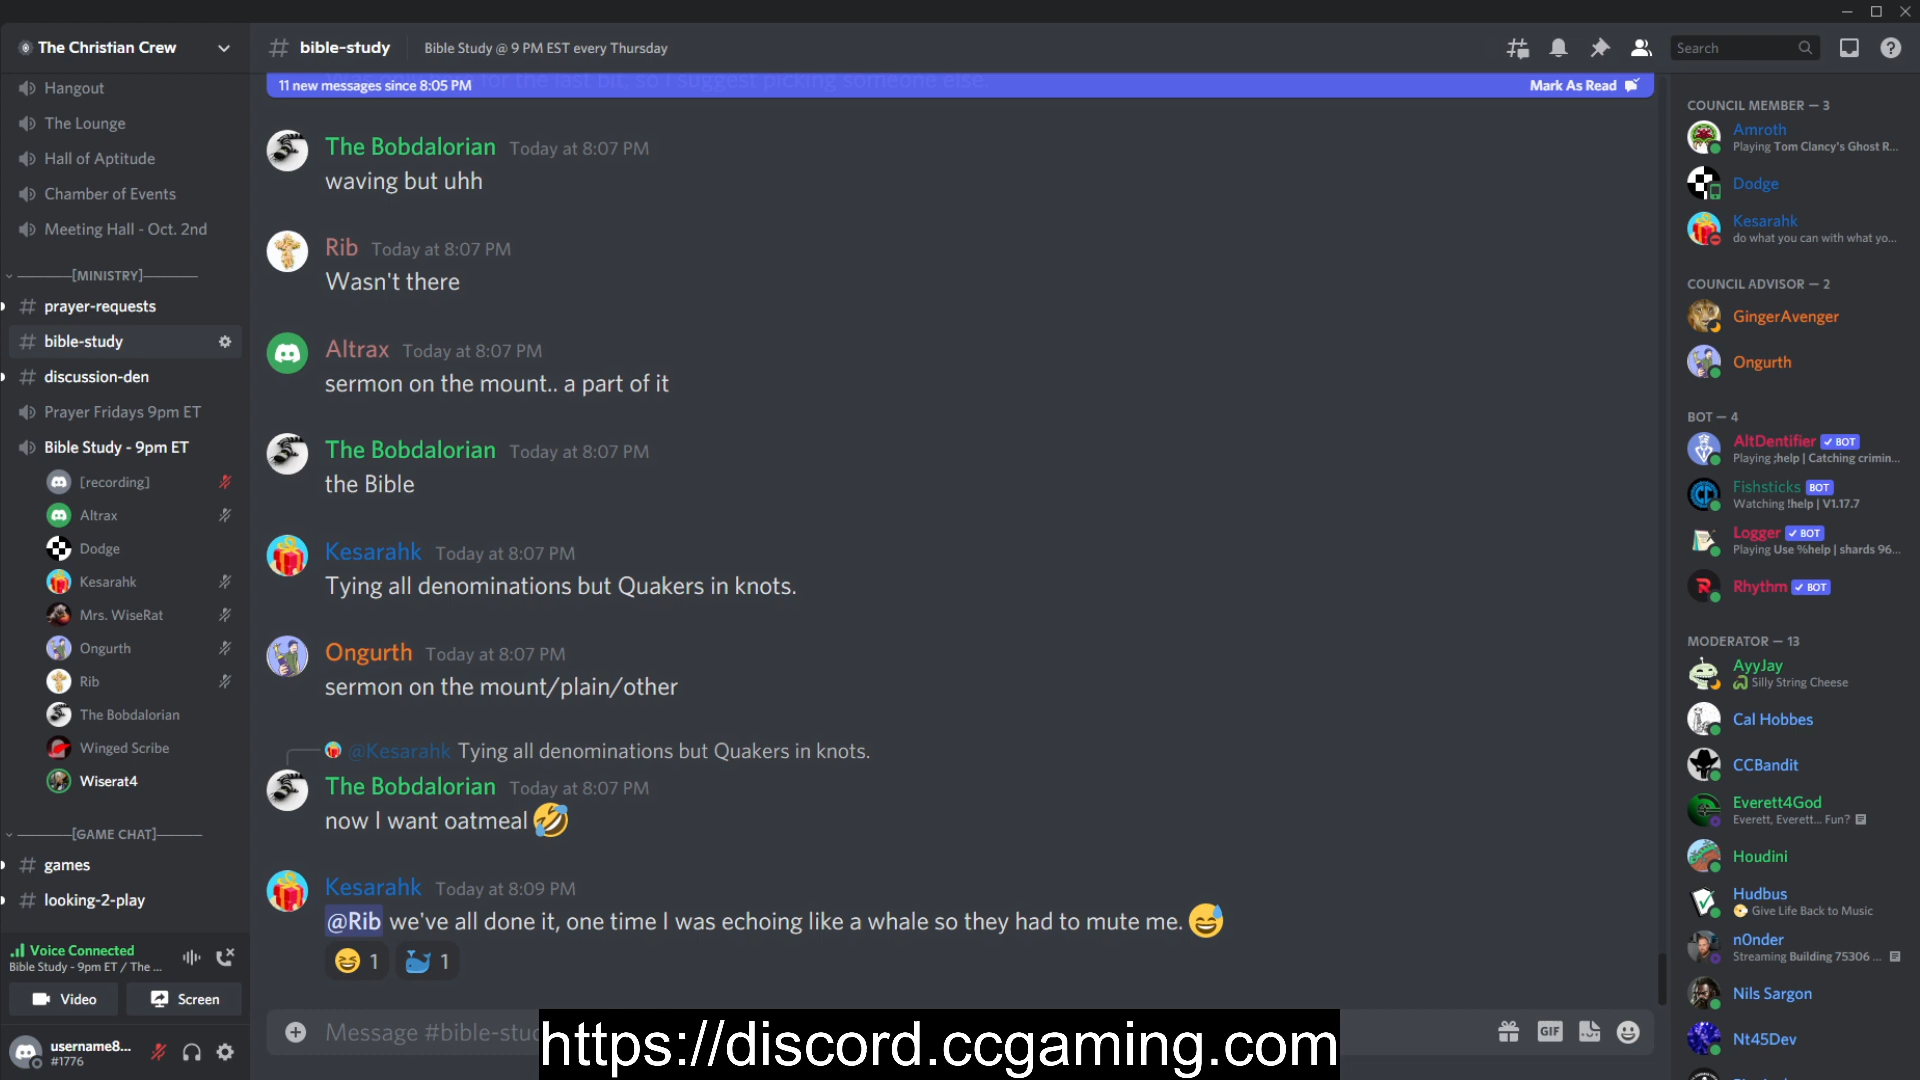 The Christian Crew
bible-study
Bible Study @ 9 PM EST every Thursday
Search
Hangout
The Lounge
Hall of Aptitude
Chamber of Events
Meeting Hall - Oct. 2nd
[MINISTRY]
prayer-requests
bible-study
discussion-den
Prayer Fridays 9pm ET
Bible Study - 9pm ET
[recording]
Altrax
Dodge
Kesarahk
Mrs. WiseRat
Ongurth
Rib
The Bobdalorian
Winged Scribe
Wiserat4
[GAME CHAT]
games
looking-2-play
Voice Connected
Bible Study - 9pm ET / The ...
Video
Screen
username8...
#1776
for the last bit, so I suggest picking someone else.
11 new messages since 8:05 PM
Mark As Read
The Bobdalorian Today at 8:07 PM
waving but uhh
Rib Today at 8:07 PM
Wasn't there
Altrax Today at 8:07 PM
sermon on the mount.. a part of it
The Bobdalorian Today at 8:07 PM
the Bible
Kesarahk Today at 8:07 PM
Tying all denominations but Quakers in knots.
Ongurth Today at 8:07 PM
sermon on the mount/plain/other
@Kesarahk Tying all denominations but Quakers in knots.
The Bobdalorian Today at 8:07 PM
now I want oatmeal 🤣
Kesarahk Today at 8:09 PM
@Rib we've all done it, one time I was echoing like a whale so they had to mute me. 😅
😆 1 🐳 1
Message #bible-stu
GIF
https://discord.ccgaming.com
COUNCIL MEMBER — 3
Amroth
Playing Tom Clancy's Ghost R...
Dodge
Kesarahk
do what you can with what yo...
COUNCIL ADVISOR — 2
GingerAvenger
Ongurth
BOT — 4
AltDentifier BOT
Playing ;help | Catching crimin...
Fishsticks BOT
Watching !help | V1.17.7
Logger BOT
Playing Use %help | shards 96...
Rhythm BOT
MODERATOR — 13
AyyJay
Silly String Cheese
Cal Hobbes
CCBandit
Everett4God
Everett, Everett... Fun?
Houdini
Hudbus
Give Life Back to Music
n0nder
Streaming Building 75306 ...
Nils Sargon
Nt45Dev